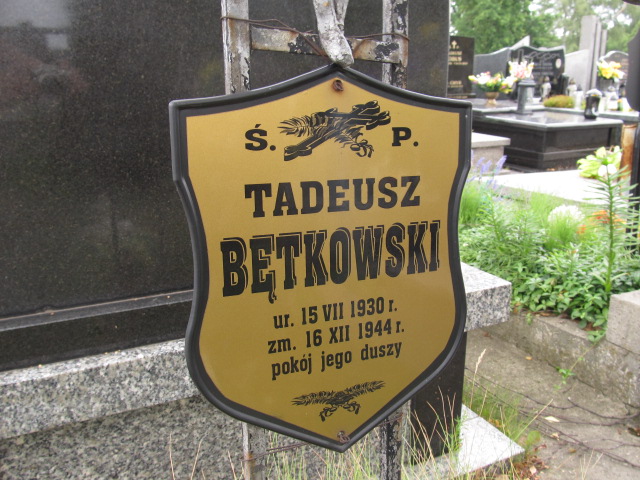 Ś. P.
TADEUSZ
BĘTKOWSKI
ur. 15 VII 1930 r.
zm. 16 XII 1944 r.
pokój jego duszy